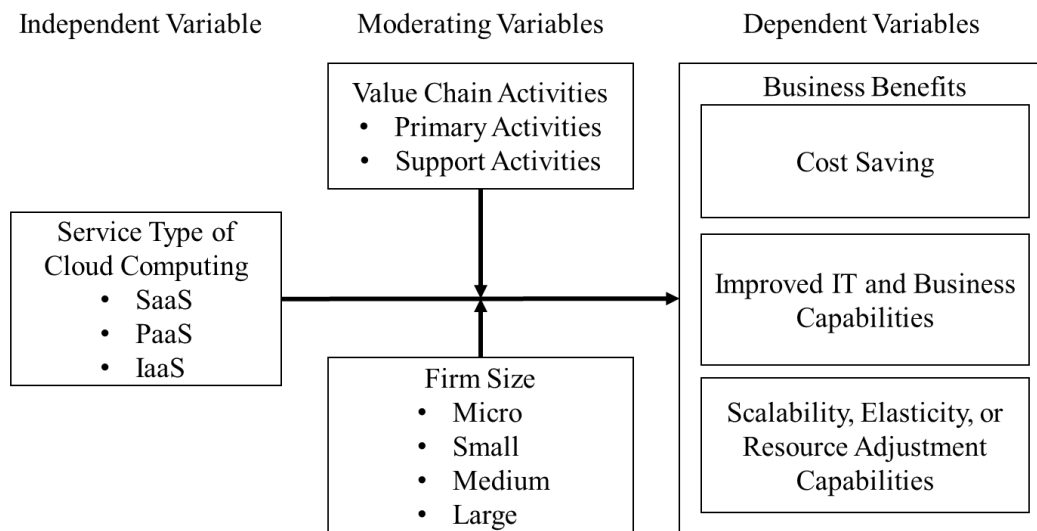 Independent Variable
Moderating Variables
Dependent Variables
Value Chain Activities
• Primary Activities
• Support Activities
Service Type of
Cloud Computing
• SaaS
• PaaS
• IaaS
Firm Size
• Micro
• Small
• Medium
• Large
Business Benefits
Cost Saving
Improved IT and Business
Capabilities
Scalability, Elasticity, or
Resource Adjustment
Capabilities